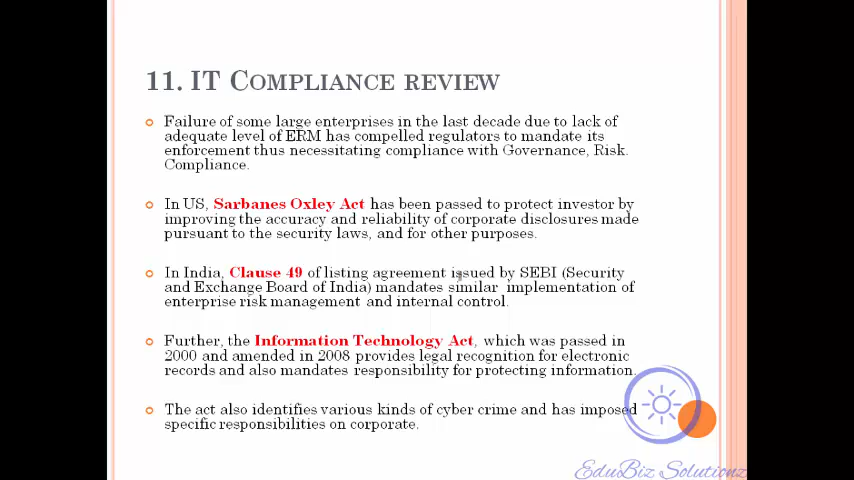 11. IT COMPLIANCE REVIEW
Failure of some large enterprises in the last decade due to lack of
adequate level of ERM has compelled regulators to mandate its
enforcement thus necessitating compliance with Governance, Risk.
Compliance.
In US, Sarbanes Oxley Act has been passed to protect investor by
improving the accuracy and reliability of corporate disclosures made
pursuant to the security laws, and for other purposes.
In India, Clause 49 of listing agreement issued by SEBI (Security
and Exchange Board of India) mandates similar implementation of
enterprise risk management and internal control.
Further, the Information Technology Act, which was passed in
2000 and amended in 2008 provides legal recognition for electronic
records and also mandates responsibility for protecting information.
The act also identifies various kinds of cyber crime and has imposed
specific responsibilities on corporate.
EduBiz Solutionz